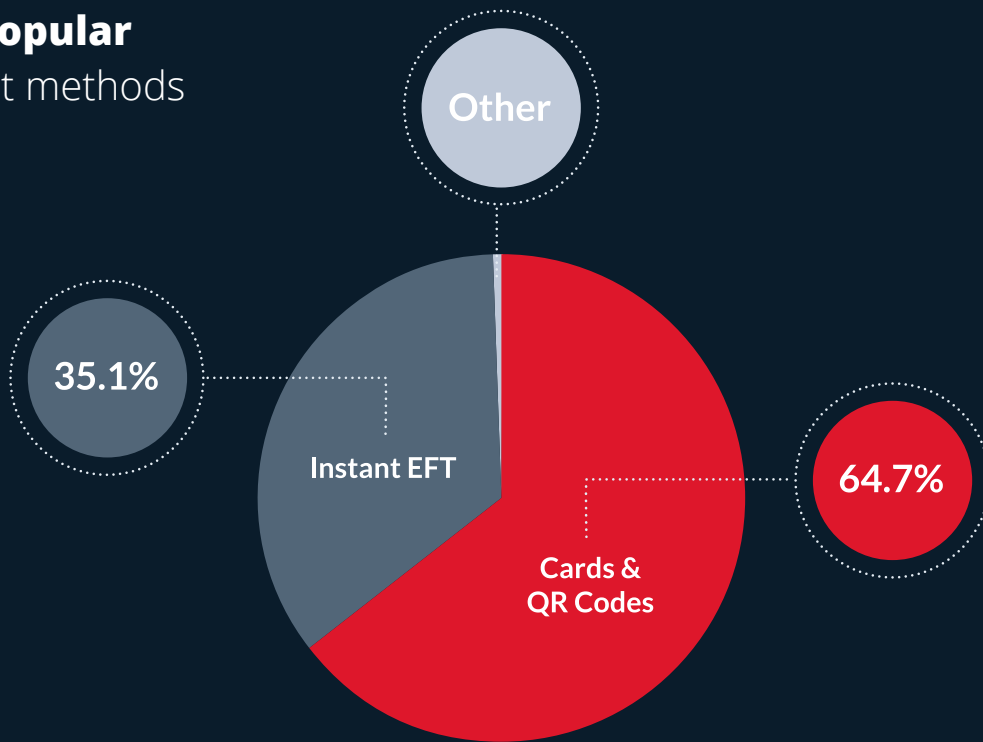 opular
t methods
Other
35.1%
Instant EFT
64.7%
Cards &
QR Codes